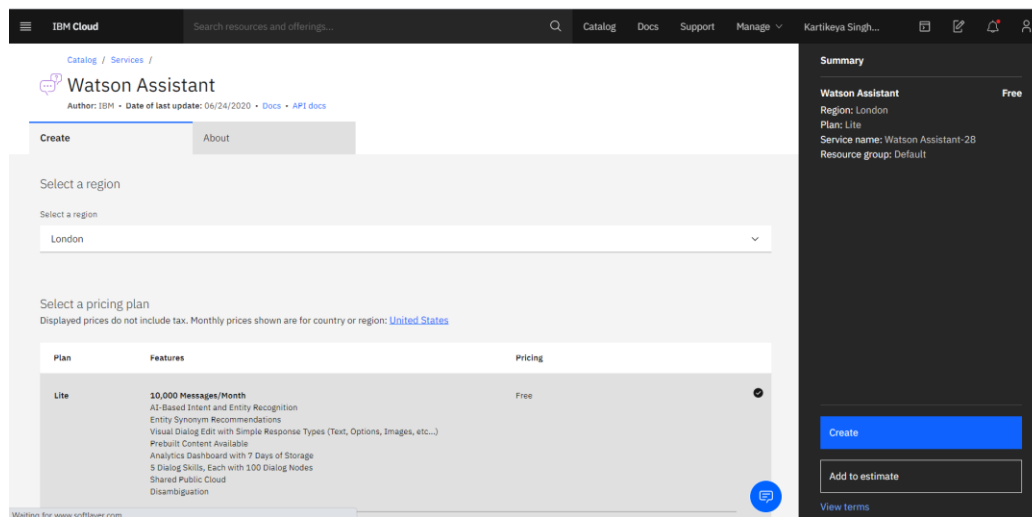 IBM Cloud
Search resources and offerings...
Catalog Docs Support Manage Kartikeya Singh...
Catalog / Services /
Watson Assistant
Author: IBM • Date of last update: 06/24/2020 • Docs • API docs
Create About
Select a region
Select a region
London
Select a pricing plan
Displayed prices do not include tax. Monthly prices shown are for country or region: United States
Plan Features Pricing
Lite 10,000 Messages/Month Free
AI-Based Intent and Entity Recognition
Entity Synonym Recommendations
Visual Dialog Edit with Simple Response Types (Text, Options, Images, etc...)
Prebuilt Content Available
Analytics Dashboard with 7 Days of Storage
5 Dialog Skills, Each with 100 Dialog Nodes
Shared Public Cloud
Disambiguation
Waiting for www.softlayer.com
Summary
Watson Assistant Free
Region: London
Plan: Lite
Service name: Watson Assistant-28
Resource group: Default
Create
Add to estimate
View terms